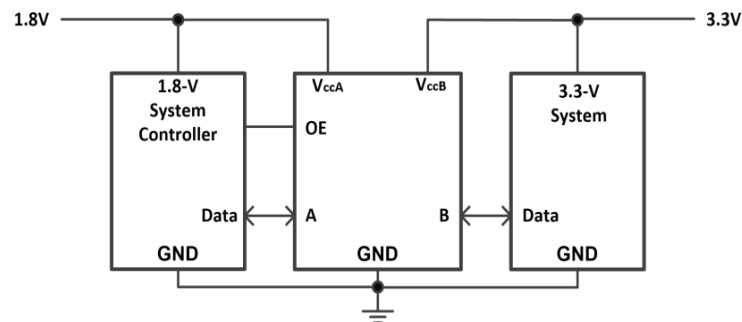 1.8V
3.3V
1.8-V
System
Controller
Data
GND
VccA
VccB
OE
A
B
GND
3.3-V
System
Data
GND